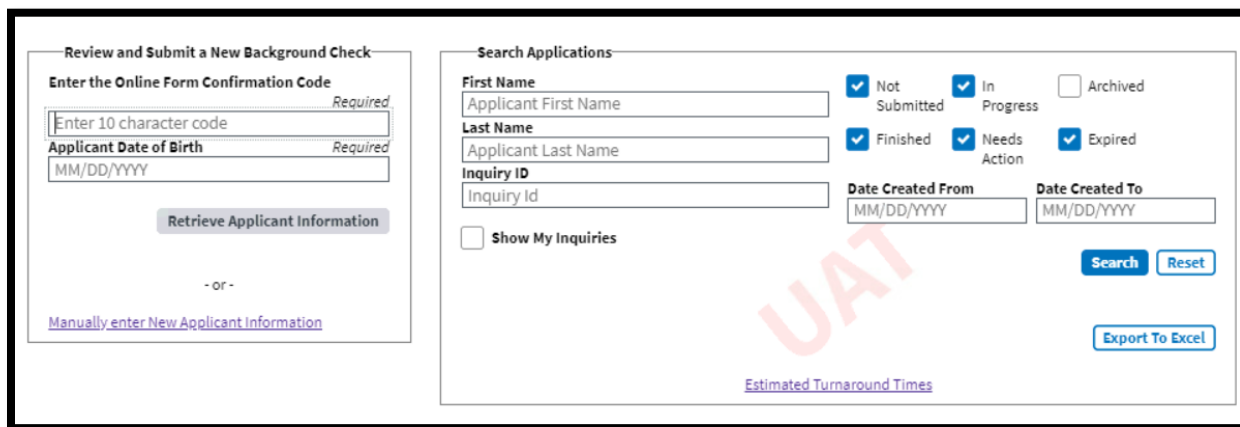 Review and Submit a New Background Check
Enter the Online Form Confirmation Code
Required
Enter 10 character code
Applicant Date of Birth Required
MM/DD/YYYY
Retrieve Applicant Information
- or -
Manually enter New Applicant Information
Search Applications
First Name
Applicant First Name
Last Name
Applicant Last Name
Inquiry ID
Inquiry Id
Show My Inquiries
Not Submitted
In Progress
Archived
Finished
Needs Action
Expired
Date Created From
MM/DD/YYYY
Date Created To
MM/DD/YYYY
Search
Reset
UAT
Export To Excel
Estimated Turnaround Times